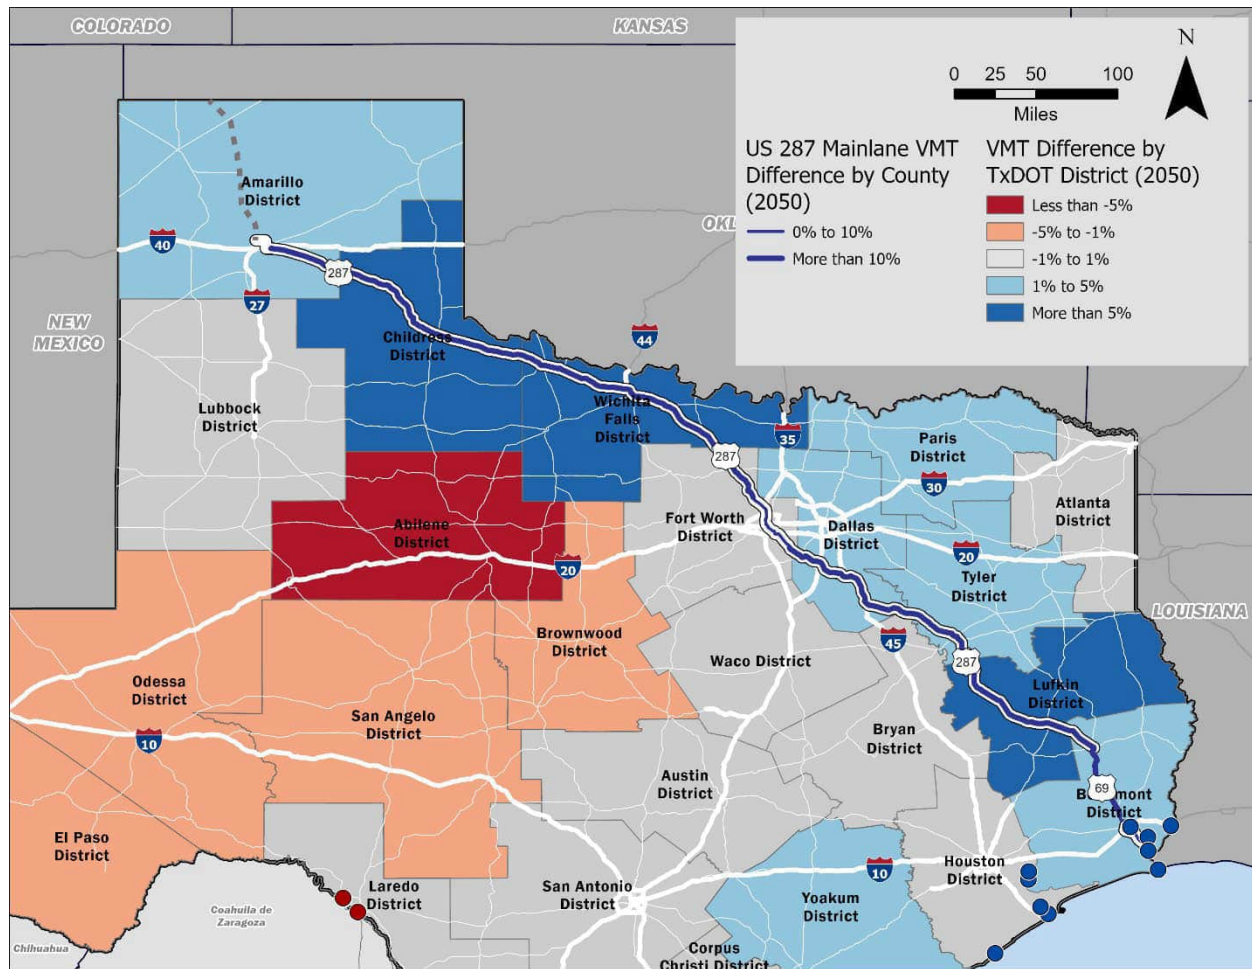 COLORADO
KANSAS
N
0 25 50 100
Miles
US 287 Mainlane VMT
Difference by County
(2050)
0% to 10%
More than 10%
VMT Difference by
TxDOT District (2050)
Less than -5%
-5% to -1%
-1% to 1%
1% to 5%
More than 5%
OKL
Amarillo
District
40
287
27
NEW
MEXICO
44
Childress
District
Lubbock
District
Wichita
Falls
District
35
287
Paris
District
30
Atlanta
District
Fort Worth
District
Dallas
District
Abilene
District
20
20
Tyler
District
LOUISIANA
Brownwood
District
45
Waco District
287
Odessa
District
Lufkin
District
San Angelo
District
10
Bryan
District
Austin
District
69
B mont
District
El Paso
District
Houston
District
10
Laredo
District
San Antonio
District
Yoakum
District
Coahuila de
Zaragoza
Chihuahua
Corpus
Christi District